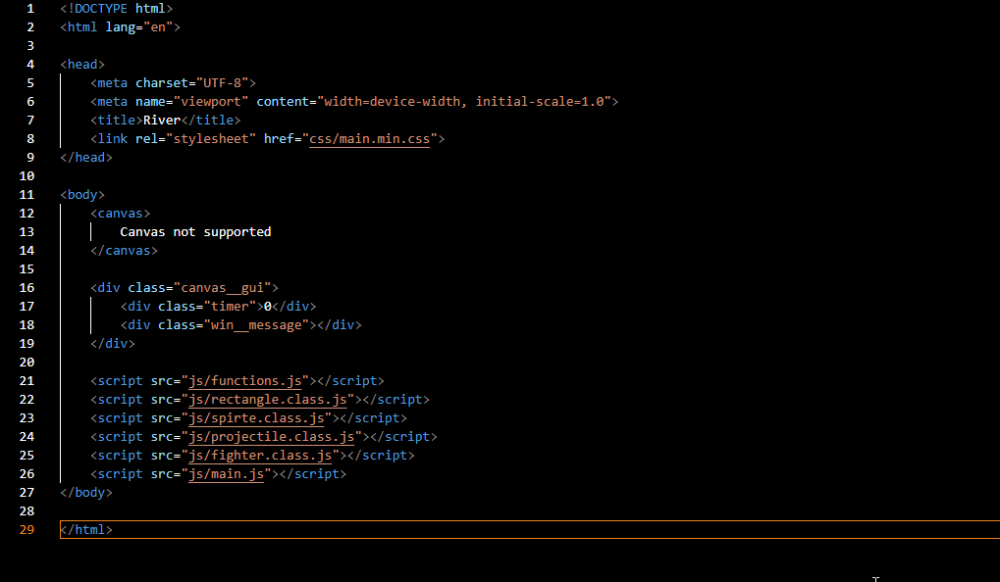 1 <!DOCTYPE html>
2 <html lang="en">
3
4 <head>
5     <meta charset="UTF-8">
6     <meta name="viewport" content="width=device-width, initial-scale=1.0">
7     <title>River</title>
8     <link rel="stylesheet" href="css/main.min.css">
9 </head>
10
11 <body>
12     <canvas>
13         Canvas not supported
14     </canvas>
15
16     <div class="canvas__gui">
17         <div class="timer">0</div>
18         <div class="win__message"></div>
19     </div>
20
21     <script src="js/functions.js"></script>
22     <script src="js/rectangle.class.js"></script>
23     <script src="js/spirte.class.js"></script>
24     <script src="js/projectile.class.js"></script>
25     <script src="js/fighter.class.js"></script>
26     <script src="js/main.js"></script>
27 </body>
28
29 </html>